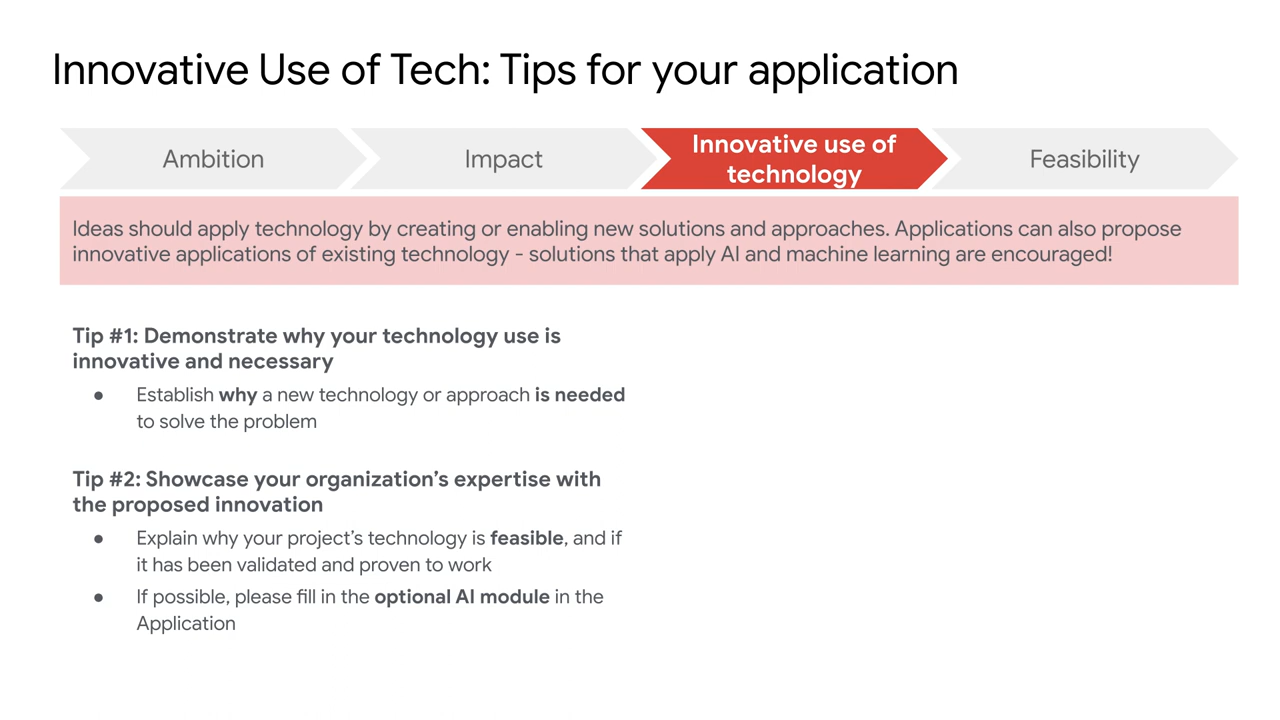 Innovative Use of Tech: Tips for your application
Ambition
Impact
Innovative use of
technology
Feasibility
Ideas should apply technology by creating or enabling new solutions and approaches. Applications can also propose
innovative applications of existing technology - solutions that apply AI and machine learning are encouraged!
Tip #1: Demonstrate why your technology use is
innovative and necessary
● Establish why a new technology or approach is needed
to solve the problem
Tip #2: Showcase your organization’s expertise with
the proposed innovation
● Explain why your project’s technology is feasible, and if
it has been validated and proven to work
● If possible, please fill in the optional AI module in the
Application